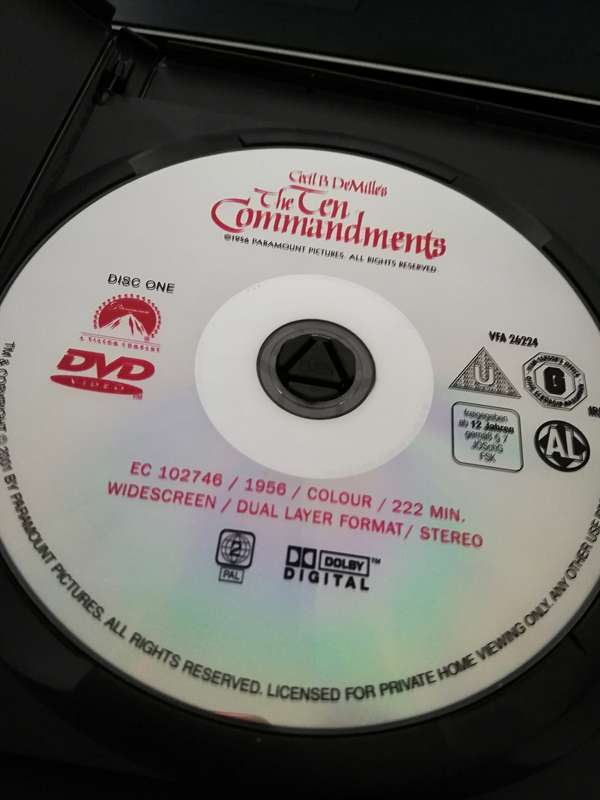 Cecil B. DeMille's
The Ten
Commandments
©1956 PARAMOUNT PICTURES. ALL RIGHTS RESERVED
DISC ONE
Paramount
DVD
VIDEO
VFA 26224
U
6
freigegeben
ab 12 Jahren
gemäß § 7
JÖSchG
FSK
AL
EC 102746 / 1956 / COLOUR / 222 MIN.
WIDESCREEN / DUAL LAYER FORMAT / STEREO
2
PAL
DOLBY
DIGITAL
TM & COPYRIGHT © 2001 BY PARAMOUNT PICTURES. ALL RIGHTS RESERVED. LICENSED FOR PRIVATE HOME VIEWING ONLY. ANY OTHER USE